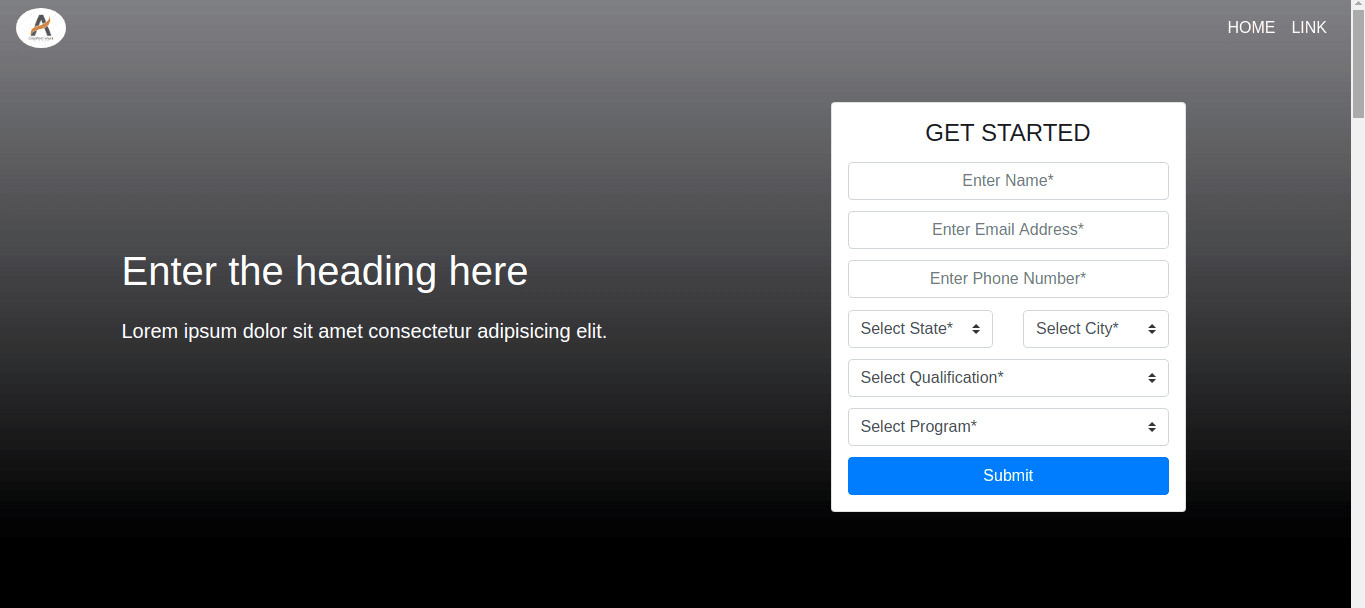 HOME LINK
GET STARTED
Enter Name*
Enter Email Address*
Enter Phone Number*
Enter the heading here
Lorem ipsum dolor sit amet consectetur adipisicing elit.
Select State* Select City*
Select Qualification*
Select Program*
Submit